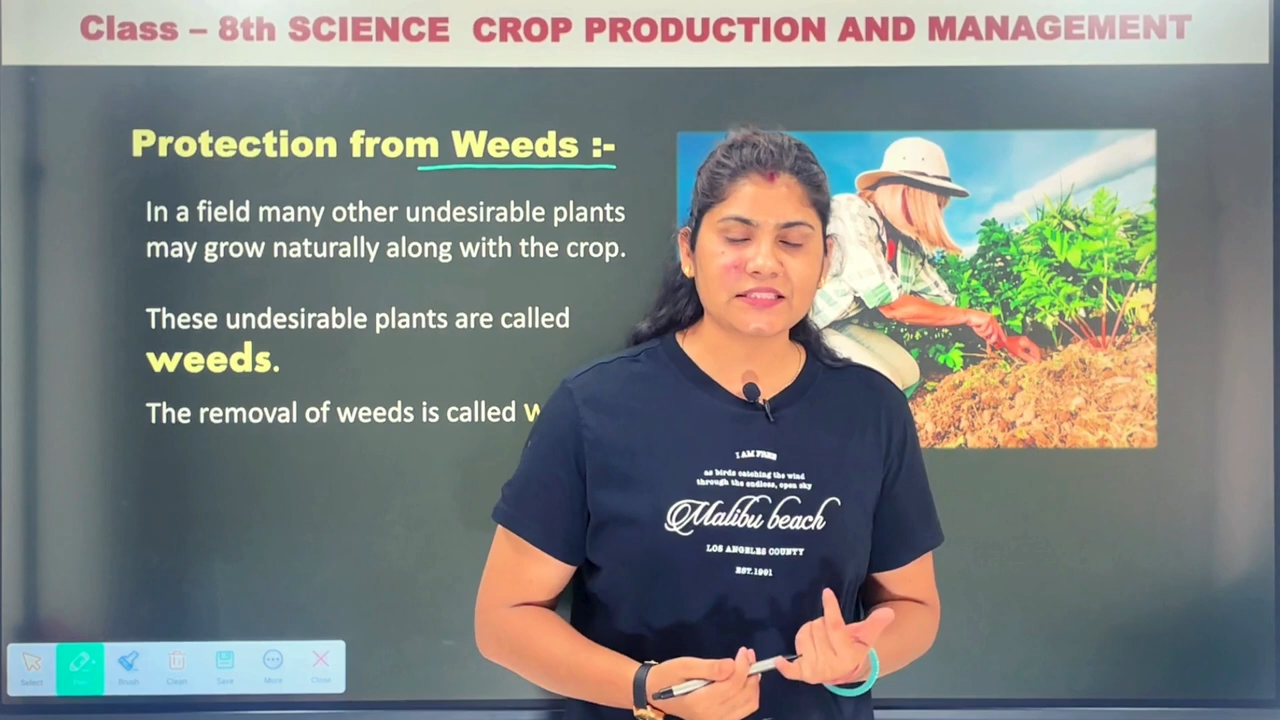 Class – 8th SCIENCE CROP PRODUCTION AND MANAGEMENT
Protection from Weeds :-
In a field many other undesirable plants
may grow naturally along with the crop.
These undesirable plants are called
weeds.
The removal of weeds is called
I AM FREE
as birds catching the wind
through the endless, open sky
Malibu beach
LOS ANGELES COUNTY
EST.1991
Select
Brush
Clean
Save
More
Close